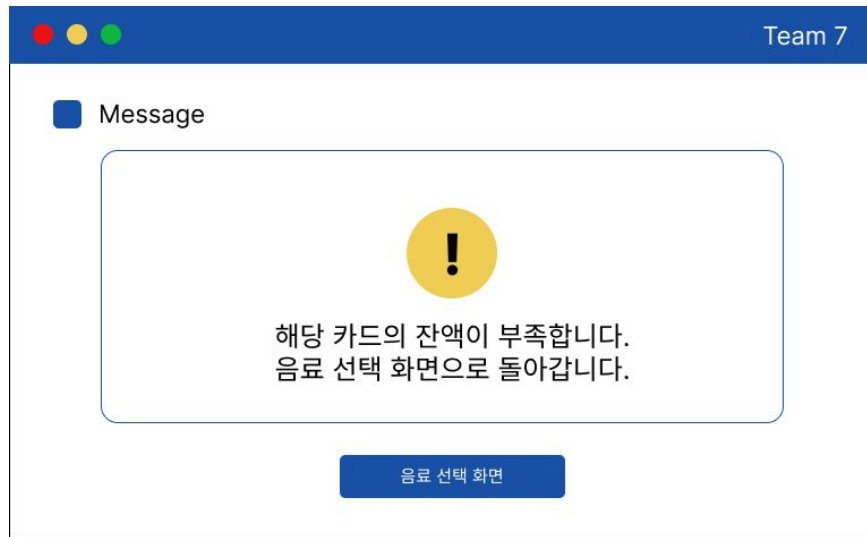 Team 7
Message
!
해당 카드의 잔액이 부족합니다.
음료 선택 화면으로 돌아갑니다.
음료 선택 화면